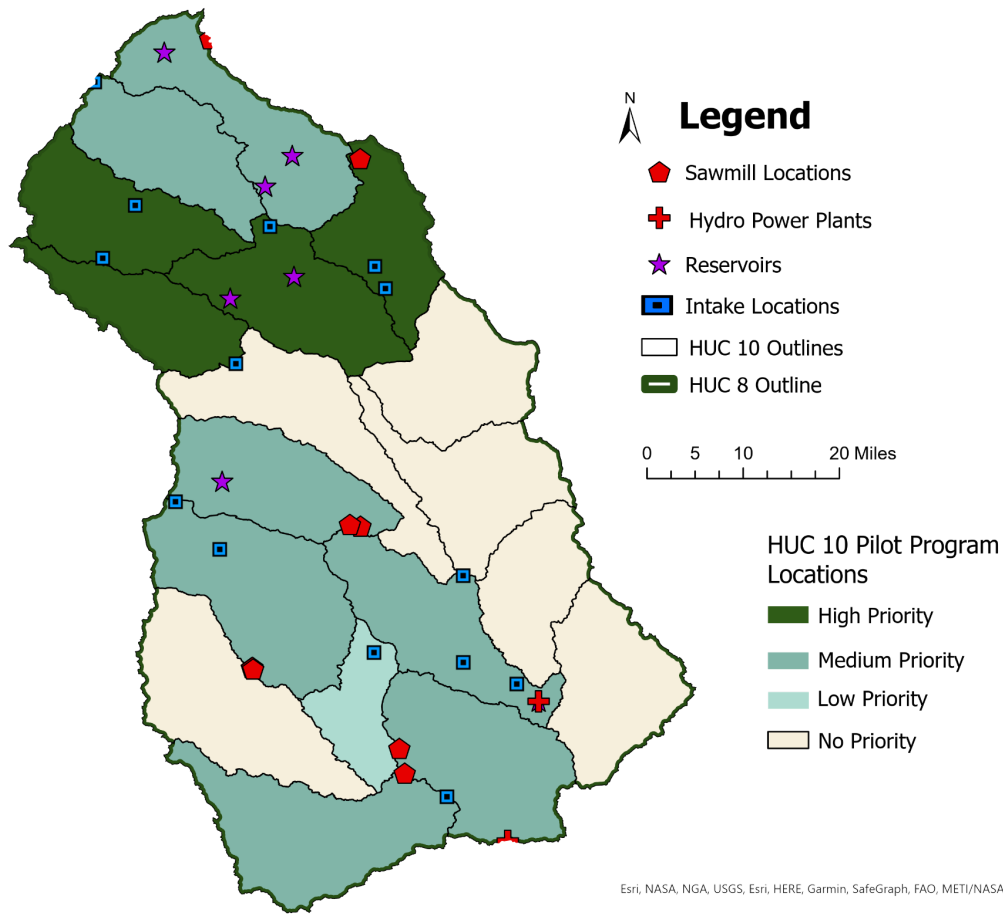 N
Legend
Sawmill Locations
Hydro Power Plants
Reservoirs
Intake Locations
HUC 10 Outlines
HUC 8 Outline
0 5 10 20 Miles
HUC 10 Pilot Program
Locations
High Priority
Medium Priority
Low Priority
No Priority
Esri, NASA, NGA, USGS, Esri, HERE, Garmin, SafeGraph, FAO, METI/NASA